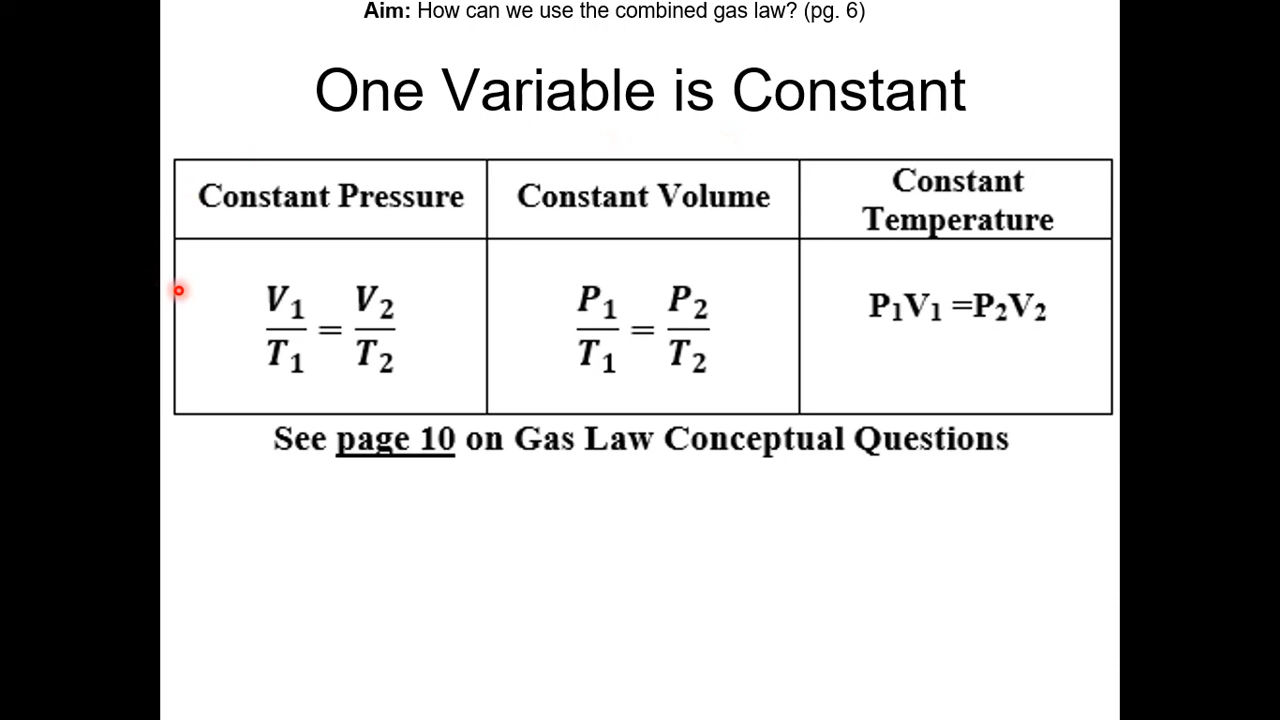 Aim: How can we use the combined gas law? (pg. 6)
One Variable is Constant
Constant Pressure
Constant Volume
Constant
Temperature
V₁/T₁ = V₂/T₂
P₁/T₁ = P₂/T₂
P₁V₁ =P₂V₂
See page 10 on Gas Law Conceptual Questions